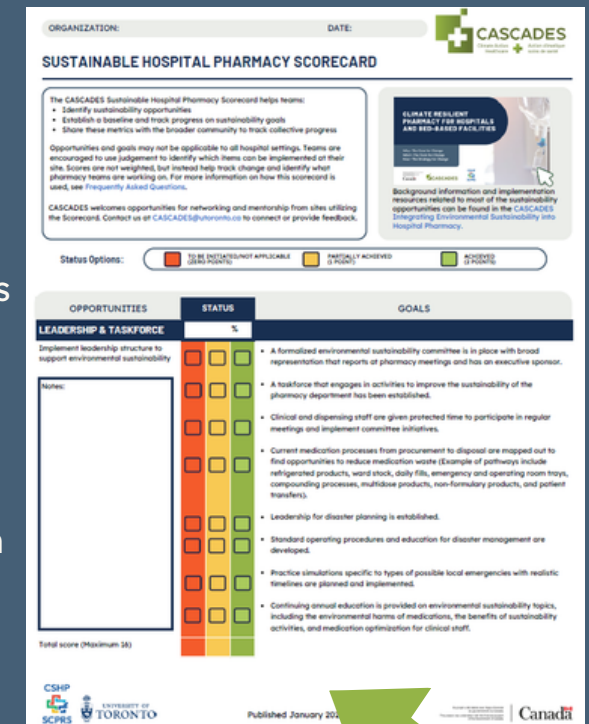 ORGANIZATION:
DATE:
CASCADES
SUSTAINABLE HOSPITAL PHARMACY SCORECARD
The CASCADES Sustainable Hospital Pharmacy Scorecard helps teams:
• Identify sustainability opportunities
• Establish a baseline and track progress on sustainability goals
• Share these metrics with the broader community to track collective progress
Opportunities and goals may not be applicable to all hospital settings. Teams are
encouraged to use judgement to identify which items can be implemented at their
site. Scores are not weighted, but instead help track change and identify what
pharmacy teams are working on. For more information on how this scorecard is
used, see Frequently Asked Questions.
CASCADES welcomes opportunities for networking and mentorship from sites utilizing
the Scorecard. Contact us at CASCADES@utoronto.ca to connect or provide feedback.
CLIMATE RESILIENT
PHARMACY FOR HOSPITALS
AND BED-BASED FACILITIES
Background information and implementation
resources related to most of the sustainability
opportunities can be found in the CASCADES
Integrating Environmental Sustainability into
Hospital Pharmacy.
Status Options:
TO BE INITIATED/NOT APPLICABLE
(ZERO POINTS)
PARTIALLY ACHIEVED
(1 POINT)
ACHIEVED
(2 POINTS)
OPPORTUNITIES
STATUS
GOALS
LEADERSHIP & TASKFORCE
%
Implement leadership structure to
support environmental sustainability
Notes:
• A formalized environmental sustainability committee is in place with broad
representation that reports at pharmacy meetings and has an executive sponsor.
• A taskforce that engages in activities to improve the sustainability of the
pharmacy department has been established.
• Clinical and dispensing staff are given protected time to participate in regular
meetings and implement committee initiatives.
• Current medication processes from procurement to disposal are mapped out to
find opportunities to reduce medication waste (Example of pathways include
refrigerated products, ward stock, daily fills, emergency and operating room trays,
compounding processes, multidose products, non-formulary products, and patient
transfers).
• Leadership for disaster planning is established.
• Standard operating procedures and education for disaster management are
developed.
• Practice simulations specific to types of possible local emergencies with realistic
timelines are planned and implemented.
• Continuing annual education is provided on environmental sustainability topics,
including the environmental harms of medications, the benefits of sustainability
activities, and medication optimization for clinical staff.
Total score (Maximum 16)
CSHP
SCPRS
UNIVERSITY OF
TORONTO
Published January
Canada